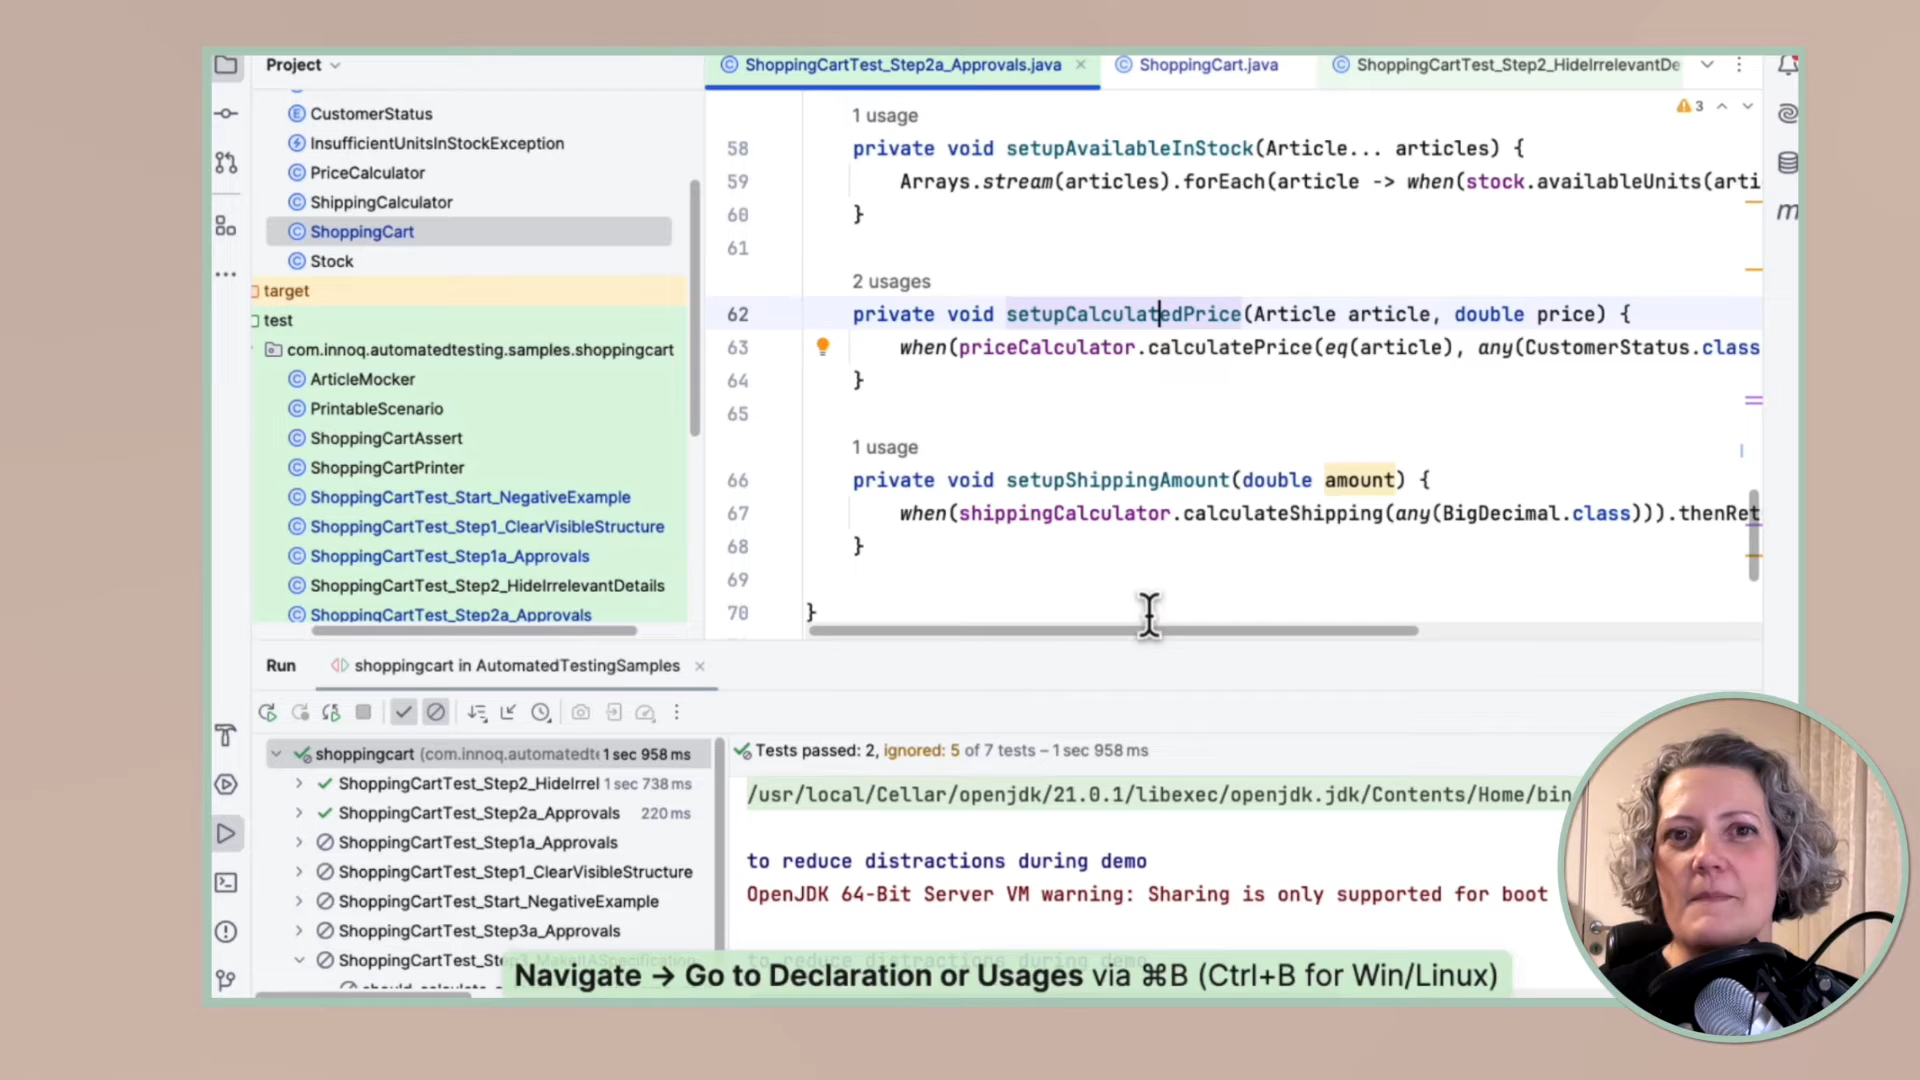 Project
CustomerStatus
InsufficientUnitsInStockException
PriceCalculator
ShippingCalculator
ShoppingCart
Stock
target
test
com.innoq.automatedtesting.samples.shoppingcart
ArticleMocker
PrintableScenario
ShoppingCartAssert
ShoppingCartPrinter
ShoppingCartTest_Start_NegativeExample
ShoppingCartTest_Step1_ClearVisibleStructure
ShoppingCartTest_Step1a_Approvals
ShoppingCartTest_Step2_HideIrrelevantDetails
ShoppingCartTest_Step2a_Approvals
ShoppingCartTest_Step2a_Approvals.java
ShoppingCart.java
ShoppingCartTest_Step2_HideIrrelevantDe
3
1 usage
58 private void setupAvailableInStock(Article... articles) {
59 Arrays.stream(articles).forEach(article -> when(stock.availableUnits(arti
60 }
61
2 usages
62 private void setupCalculatedPrice(Article article, double price) {
63 when(priceCalculator.calculatePrice(eq(article), any(CustomerStatus.class
64 }
65
1 usage
66 private void setupShippingAmount(double amount) {
67 when(shippingCalculator.calculateShipping(any(BigDecimal.class))).thenRet
68 }
69
70 }
m
Run
shoppingcart in AutomatedTestingSamples
shoppingcart (com.innoq.automatedte 1 sec 958 ms
ShoppingCartTest_Step2_HideIrrel 1 sec 738 ms
ShoppingCartTest_Step2a_Approvals 220 ms
ShoppingCartTest_Step1a_Approvals
ShoppingCartTest_Step1_ClearVisibleStructure
ShoppingCartTest_Start_NegativeExample
ShoppingCartTest_Step3a_Approvals
ShoppingCartTest_Step3_MakeItASpecification
Tests passed: 2, ignored: 5 of 7 tests – 1 sec 958 ms
/usr/local/Cellar/openjdk/21.0.1/libexec/openjdk.jdk/Contents/Home/bin
to reduce distractions during demo
OpenJDK 64-Bit Server VM warning: Sharing is only supported for boot
to reduce distractions during demo
Navigate → Go to Declaration or Usages via ⌘B (Ctrl+B for Win/Linux)